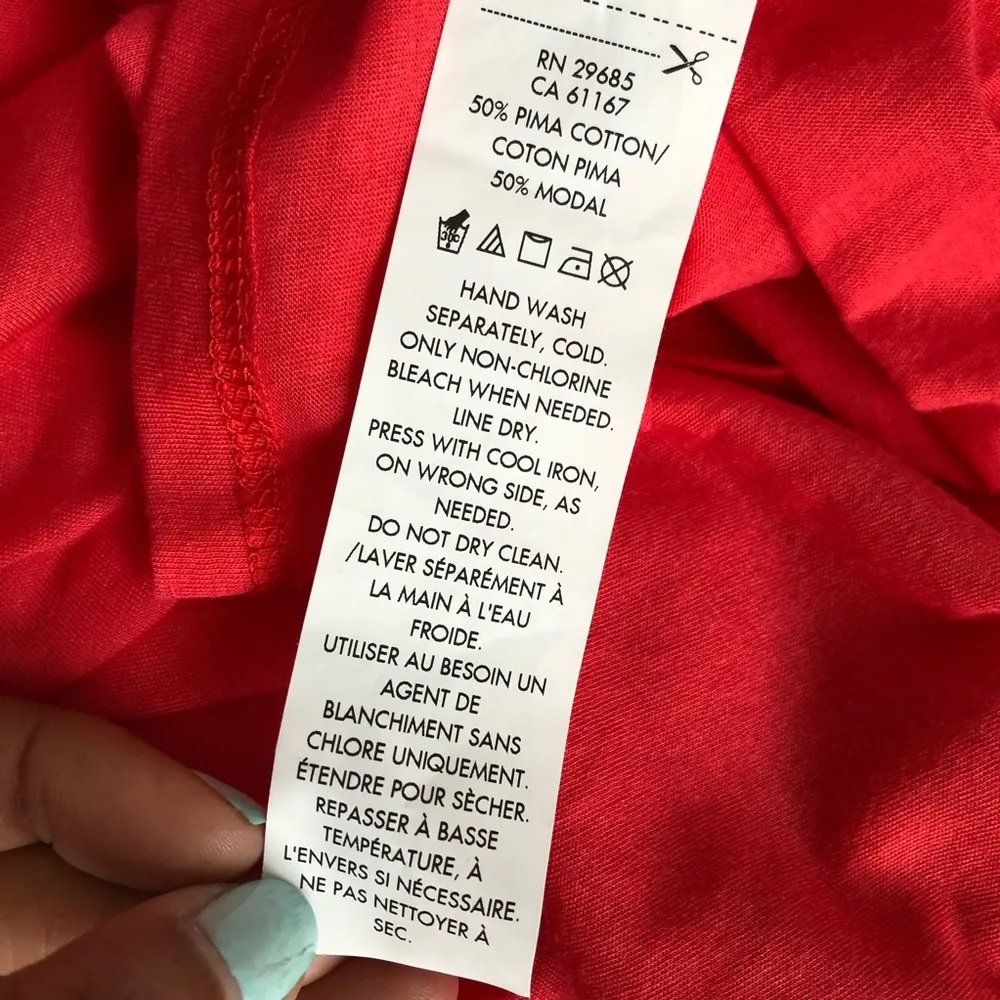 RN 29685
CA 61167
50% PIMA COTTON/
COTON PIMA
50% MODAL
30C
HAND WASH
SEPARATELY, COLD.
ONLY NON-CHLORINE
BLEACH WHEN NEEDED.
LINE DRY.
PRESS WITH COOL IRON,
ON WRONG SIDE, AS
NEEDED.
DO NOT DRY CLEAN.
/LAVER SÉPARÉMENT À
LA MAIN À L'EAU
FROIDE.
UTILISER AU BESOIN UN
AGENT DE
BLANCHIMENT SANS
CHLORE UNIQUEMENT.
ÉTENDRE POUR SÈCHER.
REPASSER À BASSE
TEMPÉRATURE, À
L'ENVERS SI NÉCESSAIRE.
NE PAS NETTOYER À
SEC.